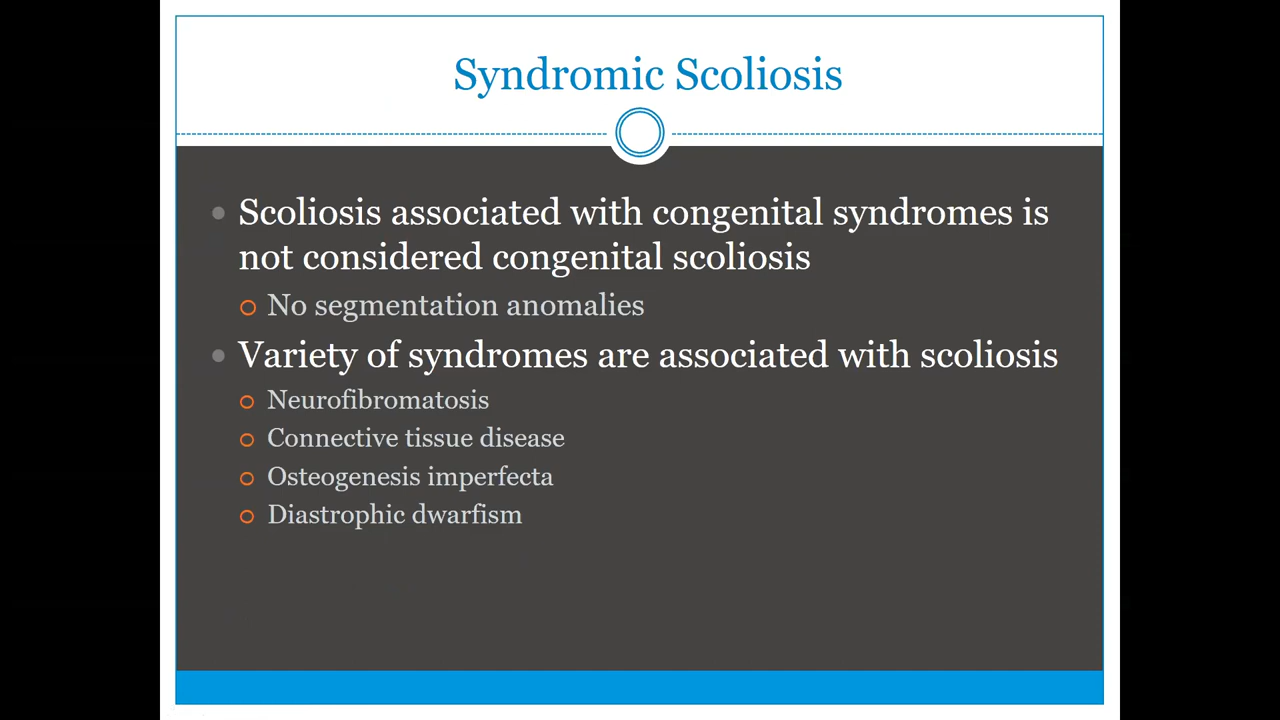 Syndromic Scoliosis
Scoliosis associated with congenital syndromes is
not considered congenital scoliosis
No segmentation anomalies
Variety of syndromes are associated with scoliosis
Neurofibromatosis
Connective tissue disease
Osteogenesis imperfecta
Diastrophic dwarfism